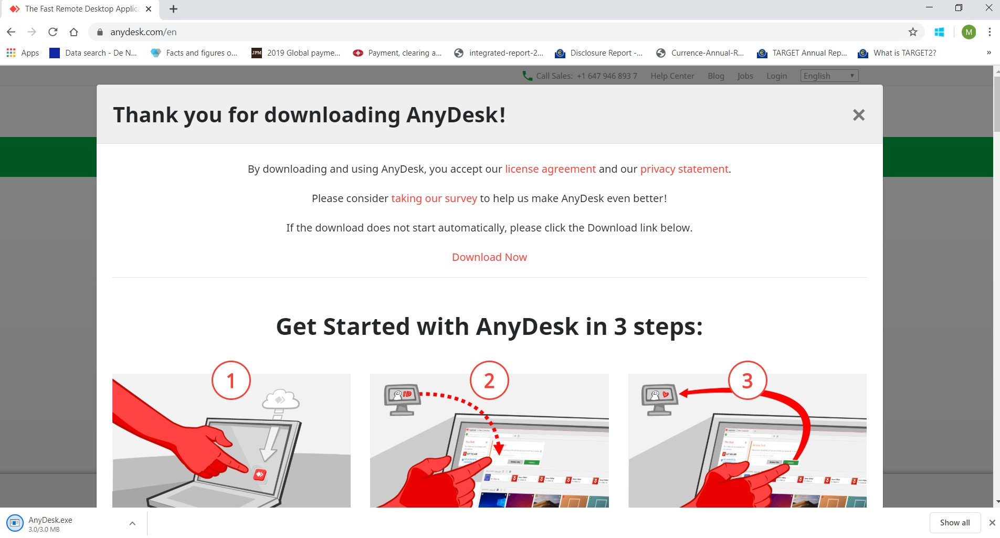 The Fast Remote Desktop Applica
anydesk.com/en
M
Apps
Data search - De N...
Facts and figures o...
JPM
2019 Global payme...
Payment, clearing a...
integrated-report-2...
Disclosure Report -...
Currence-Annual-R...
TARGET Annual Rep...
What is TARGET2?
»
Call Sales: +1 647 946 893 7
Help Center
Blog
Jobs
Login
English
Thank you for downloading AnyDesk!
By downloading and using AnyDesk, you accept our license agreement and our privacy statement.
Please consider taking our survey to help us make AnyDesk even better!
If the download does not start automatically, please click the Download link below.
Download Now
Get Started with AnyDesk in 3 steps:
1
2
3
ID
AnyDesk.exe
3.0/3.0 MB
Show all